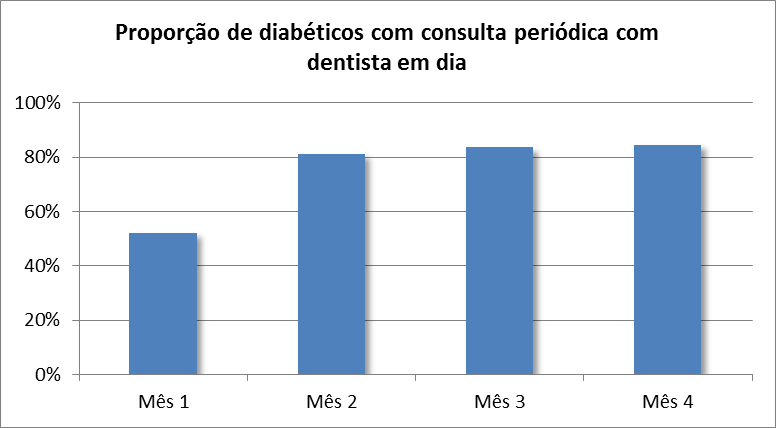 Proporção de diabéticos com consulta periódica com
dentista em dia
100%
80%
60%
40%
20%
0%
Mês 1
Mês 2
Mês 3
Mês 4